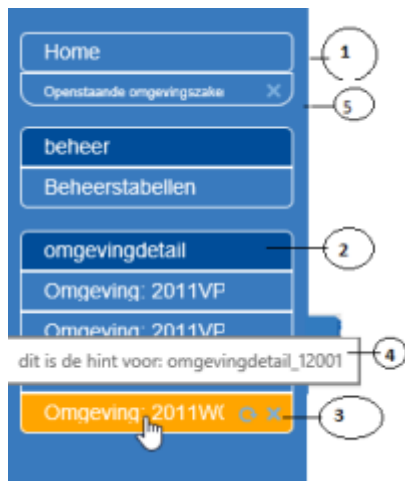 Home
1
Openstaande omgevingszake
5
beheer
Beheerstabellen
omgevingdetail
2
Omgeving: 2011VP
Omgeving: 2011VP
dit is de hint voor: omgevingdetail_12001
4
Omgeving: 2011W
3